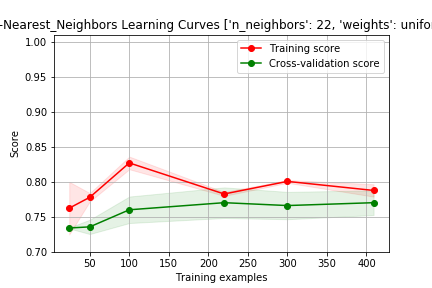 -Nearest_Neighbors Learning Curves ['n_neighbors': 22, 'weights': unifor
1.00
0.95
0.90
0.85
0.80
0.75
0.70
Score
Training score
Cross-validation score
50 100 150 200 250 300 350 400
Training examples